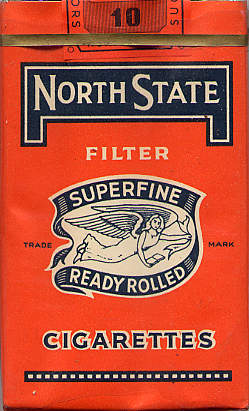 10
NORTH STATE
FILTER
SUPERFINE
TRADE MARK
READY ROLLED
CIGARETTES